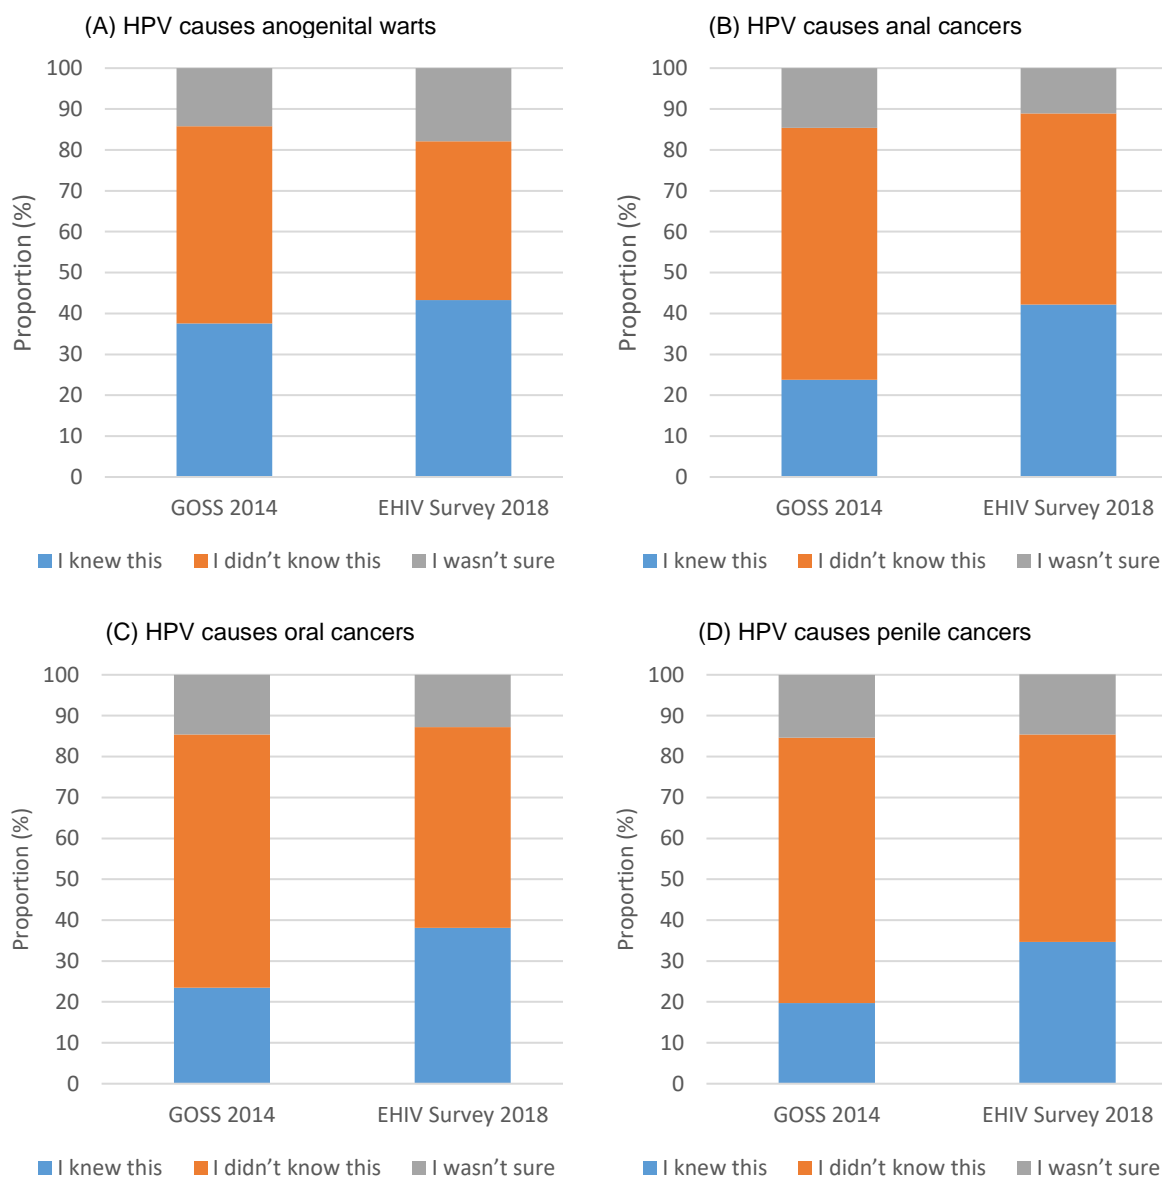 (A) HPV causes anogenital warts
100
90
80
70
60
50
40
30
20
10
0
Proportion (%)
GOSS 2014 EHIV Survey 2018
I knew this I didn’t know this I wasn’t sure
(B) HPV causes anal cancers
100
90
80
70
60
50
40
30
20
10
0
Proportion (%)
GOSS 2014 EHIV Survey 2018
I knew this I didn’t know this I wasn’t sure
(C) HPV causes oral cancers
100
90
80
70
60
50
40
30
20
10
0
Proportion (%)
GOSS 2014 EHIV Survey 2018
I knew this I didn’t know this I wasn’t sure
(D) HPV causes penile cancers
100
90
80
70
60
50
40
30
20
10
0
Proportion (%)
GOSS 2014 EHIV Survey 2018
I knew this I didn’t know this I wasn’t sure